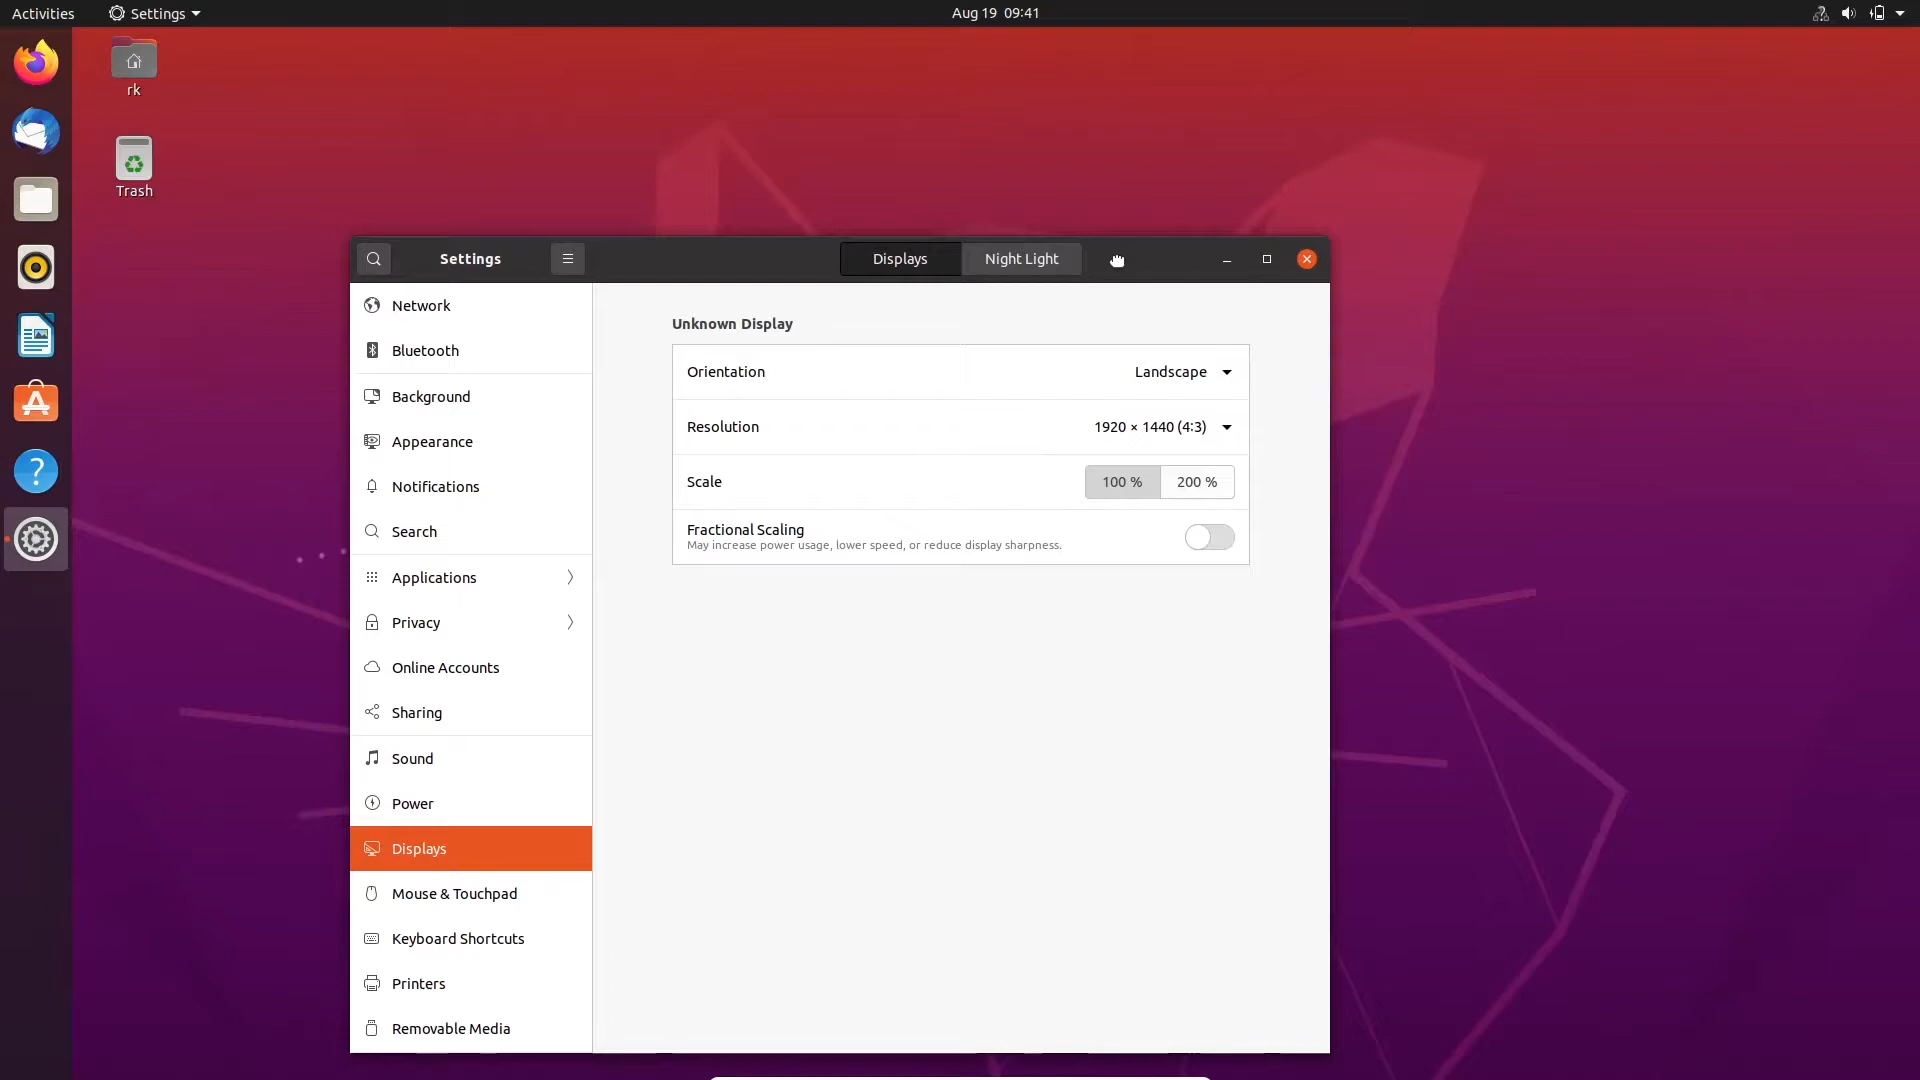 Activities
Settings
Aug 19 09:41
rk
Trash
Settings
Displays
Night Light
Network
Bluetooth
Background
Appearance
Notifications
Search
Applications
Privacy
Online Accounts
Sharing
Sound
Power
Displays
Mouse & Touchpad
Keyboard Shortcuts
Printers
Removable Media
Unknown Display
Orientation
Landscape
Resolution
1920 × 1440 (4:3)
Scale
100 %
200 %
Fractional Scaling
May increase power usage, lower speed, or reduce display sharpness.